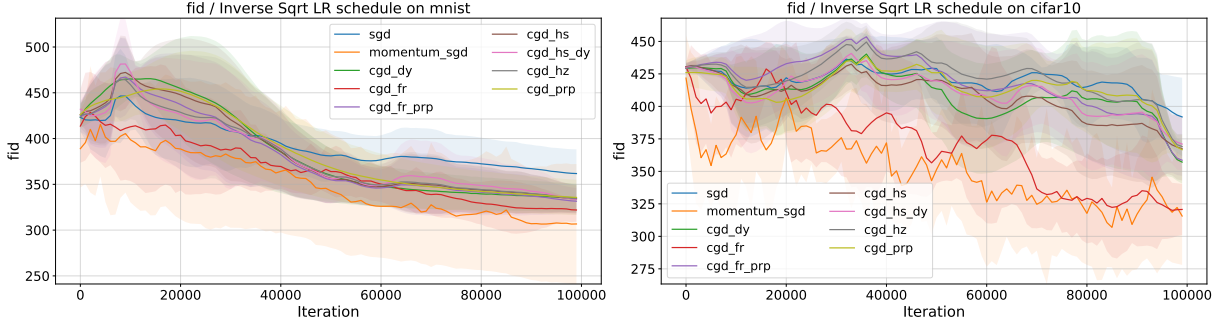 fid / Inverse Sqrt LR schedule on mnist
fid
500
450
400
350
300
250
0
20000
40000
60000
80000
100000
Iteration
sgd
momentum_sgd
cgd_dy
cgd_fr
cgd_fr_prp
cgd_hs
cgd_hs_dy
cgd_hz
cgd_prp
fid / Inverse Sqrt LR schedule on cifar10
fid
450
425
400
375
350
325
300
275
0
20000
40000
60000
80000
100000
Iteration
sgd
momentum_sgd
cgd_dy
cgd_fr
cgd_fr_prp
cgd_hs
cgd_hs_dy
cgd_hz
cgd_prp